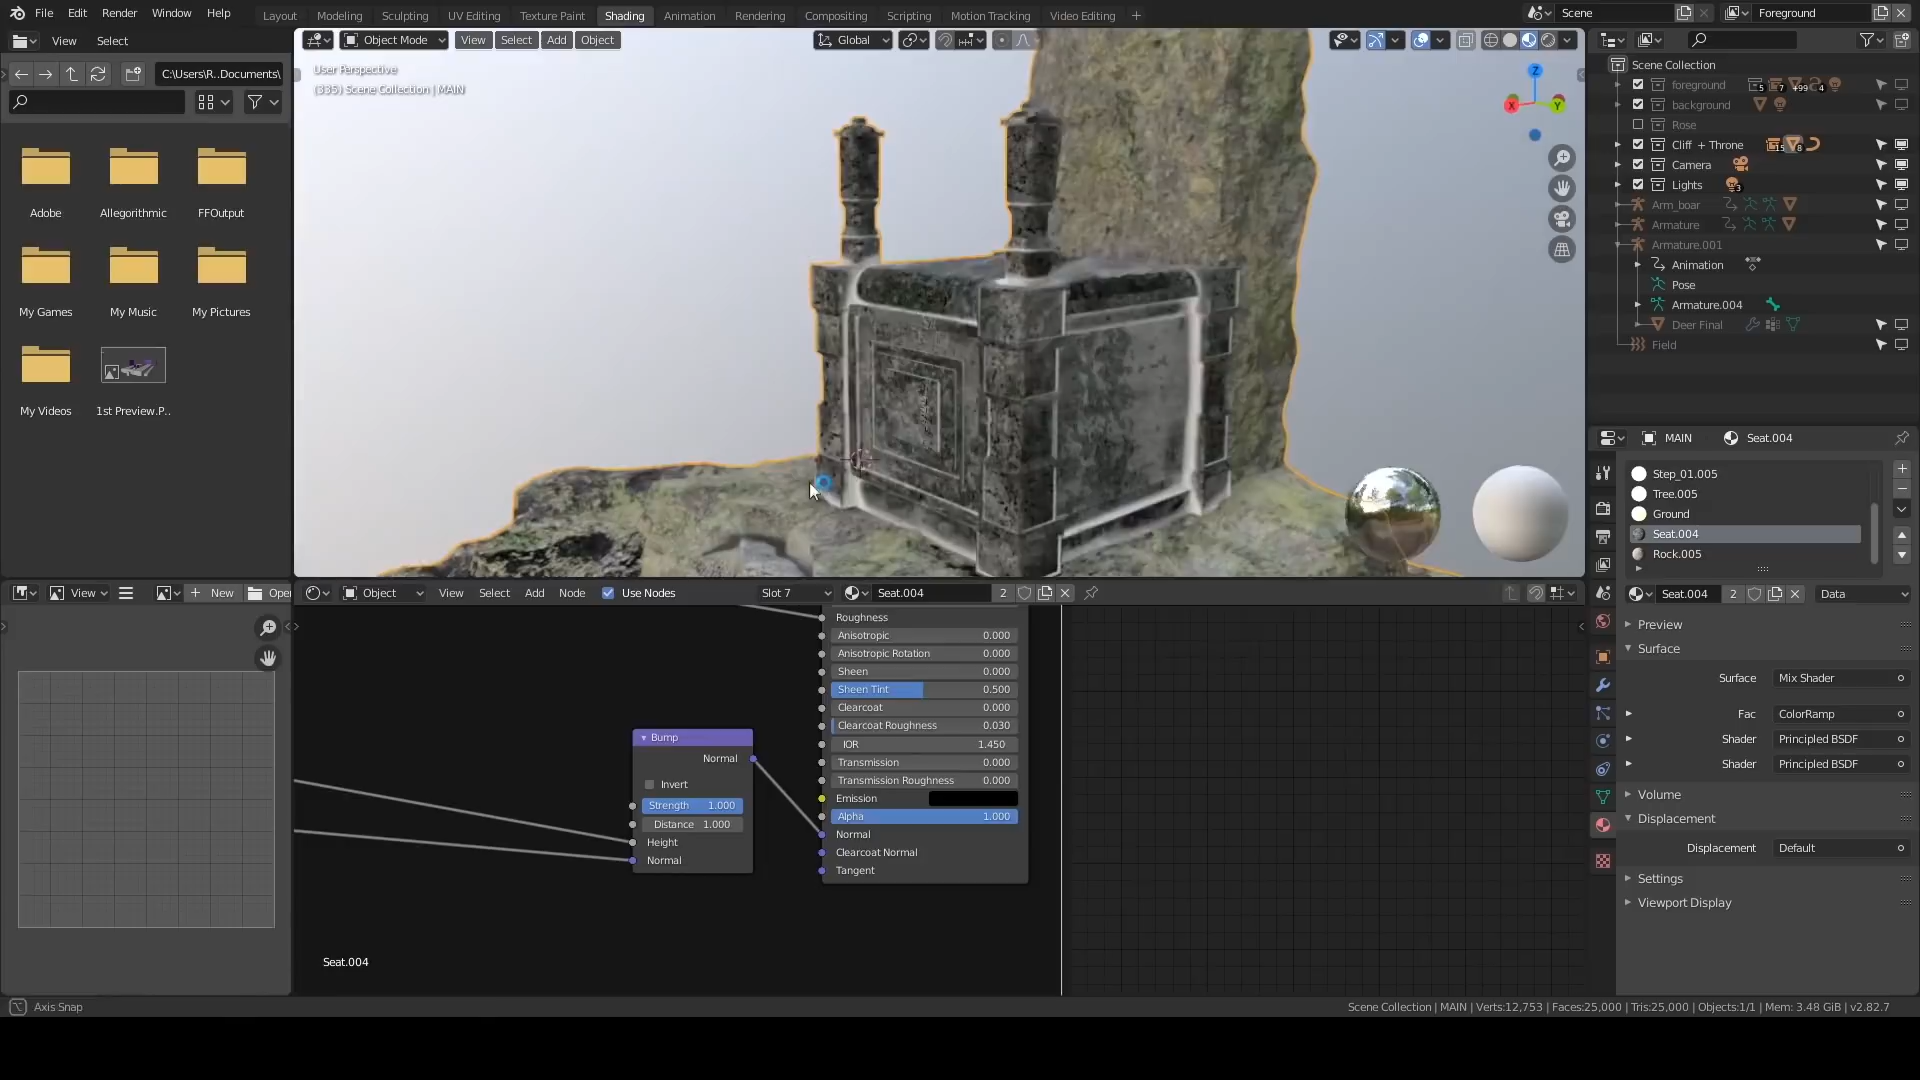 File Edit Render Window Help
Layout Modeling Sculpting UV Editing Texture Paint Shading Animation Rendering Compositing Scripting Motion Tracking Video Editing +
Scene
Foreground
View Select
Object Mode View Select Add Object
Global
C:\Users\R..Documents\
User Perspective
(335) Scene Collection | MAIN
Z
X
Y
Adobe
Allegorithmic
FFOutput
My Games
My Music
My Pictures
My Videos
1st Preview.P..
Scene Collection
foreground 5 7 +99 4
background
Rose
Cliff + Throne 15 8
Camera
Lights 3
Arm_boar
Armature
Armature.001
Animation
Pose
Armature.004
Deer Final
Field
MAIN Seat.004
Step_01.005
Tree.005
Ground
Seat.004
Rock.005
Seat.004 2 Data
Preview
Surface
Surface Mix Shader
Fac ColorRamp
Shader Principled BSDF
Shader Principled BSDF
Volume
Displacement
Displacement Default
Settings
Viewport Display
View New Open
Object View Select Add Node Use Nodes Slot 7 Seat.004 2
Roughness
Anisotropic 0.000
Anisotropic Rotation 0.000
Sheen 0.000
Sheen Tint 0.500
Clearcoat 0.000
Clearcoat Roughness 0.030
IOR 1.450
Transmission 0.000
Transmission Roughness 0.000
Emission
Alpha 1.000
Normal
Clearcoat Normal
Tangent
Bump
Normal
Invert
Strength 1.000
Distance 1.000
Height
Normal
Seat.004
Axis Snap
Scene Collection | MAIN | Verts:12,753 | Faces:25,000 | Tris:25,000 | Objects:1/1 | Mem: 3.48 GiB | v2.82.7